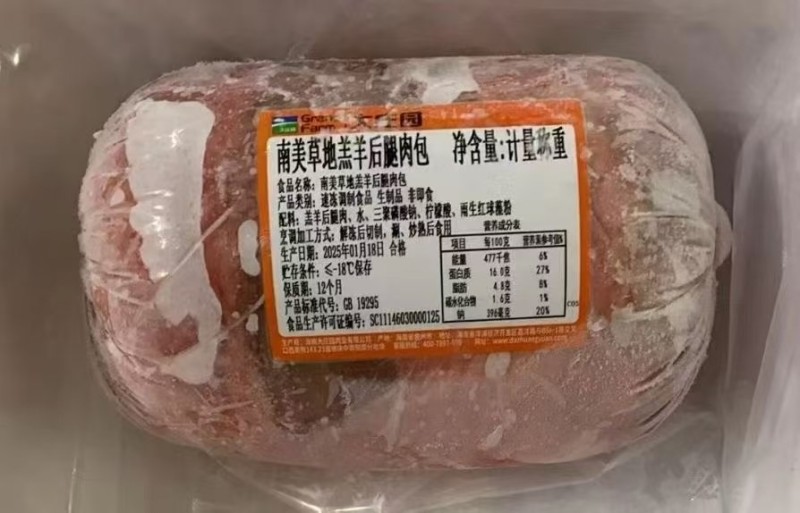 Grand Farm 大庄园
南美草地羔羊后腿肉包 净含量:计量称重
食品名称: 南美草地羔羊后腿肉包
产品类别: 速冻调制食品 生制品 非即食
配料: 羔羊后腿肉、水、三聚磷酸钠、柠檬酸、雨生红球藻粉
烹调加工方式: 解冻后切制, 涮、炒熟后食用
生产日期: 2025年01月18日 合格
贮存条件: ≤-18℃保存
保质期: 12个月
产品标准代号: GB 19295
食品生产许可证编号: SC11146030000125
营养成分表
项目 每100克 营养素参考值%
能量 477千焦 6%
蛋白质 16.0克 27%
脂肪 4.8克 8%
碳水化合物 1.6克 1%
钠 396毫克 20%